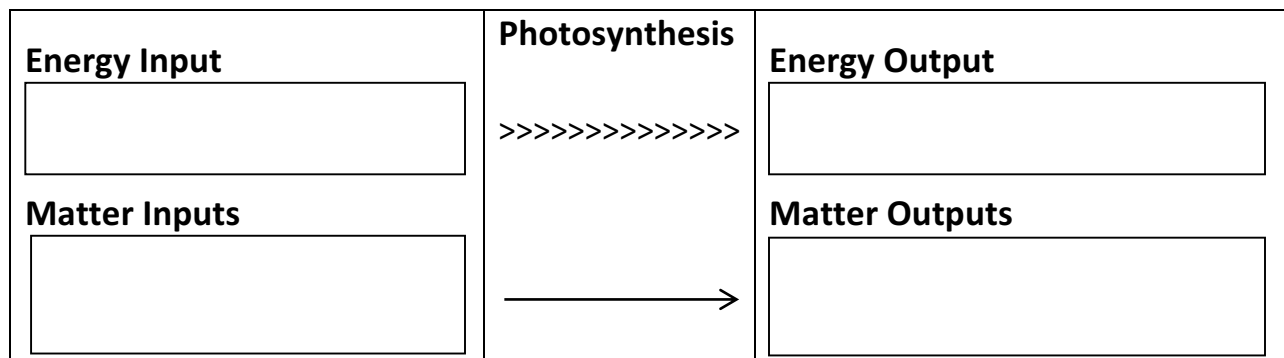 Photosynthesis
Energy Input
Energy Output
>>>>>>>>>>>>>>
Matter Inputs
Matter Outputs